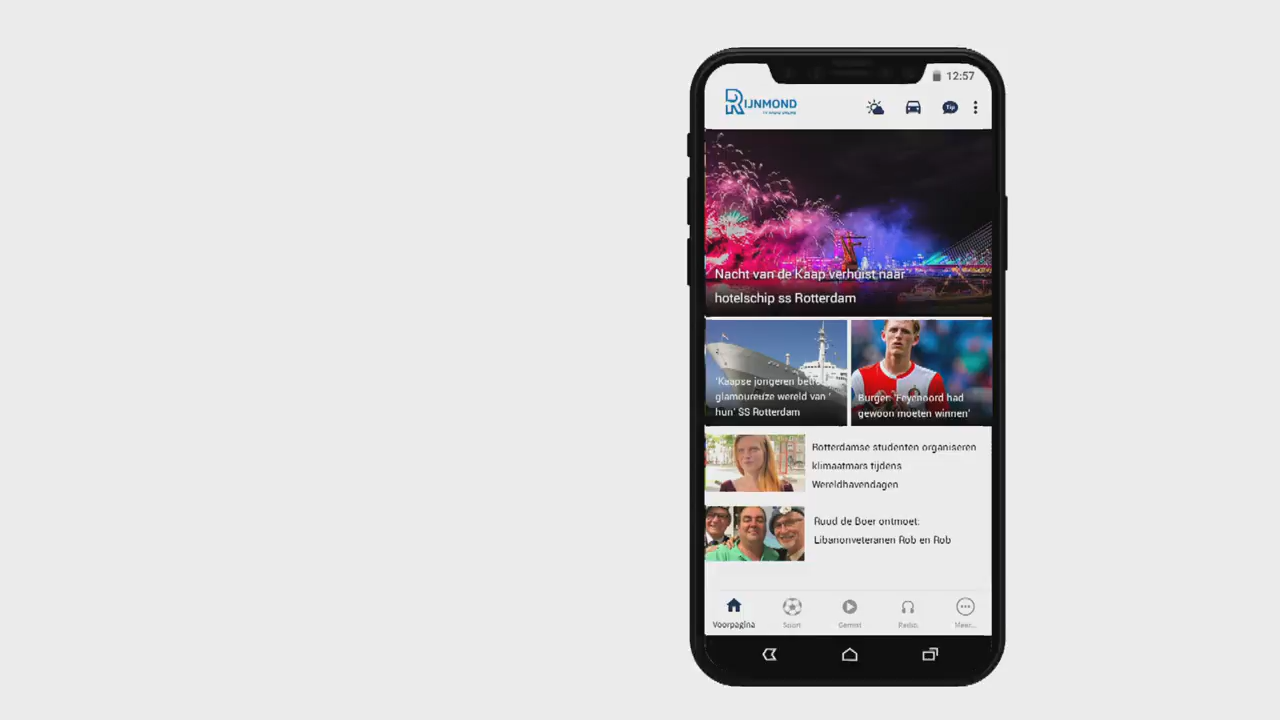 12:57
RIJNMOND
Tip
Nacht van de Kaap verhuist naar
hotelschip ss Rotterdam
'Kaapse jongeren
glamoureuze wereld van '
hun' SS Rotterdam
Burger: 'Feyenoord had
gewoon moeten winnen'
Rotterdamse studenten organiseren
klimaatmars tijdens
Wereldhavendagen
Ruud de Boer ontmoet:
Libanonveteranen Rob en Rob
Voorpagina
Sport
Gemist
Radio
Meer...